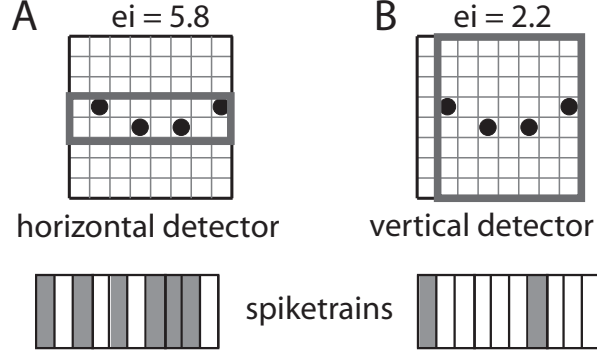 A
ei = 5.8
B
ei = 2.2
horizontal detector
vertical detector
spiketrains